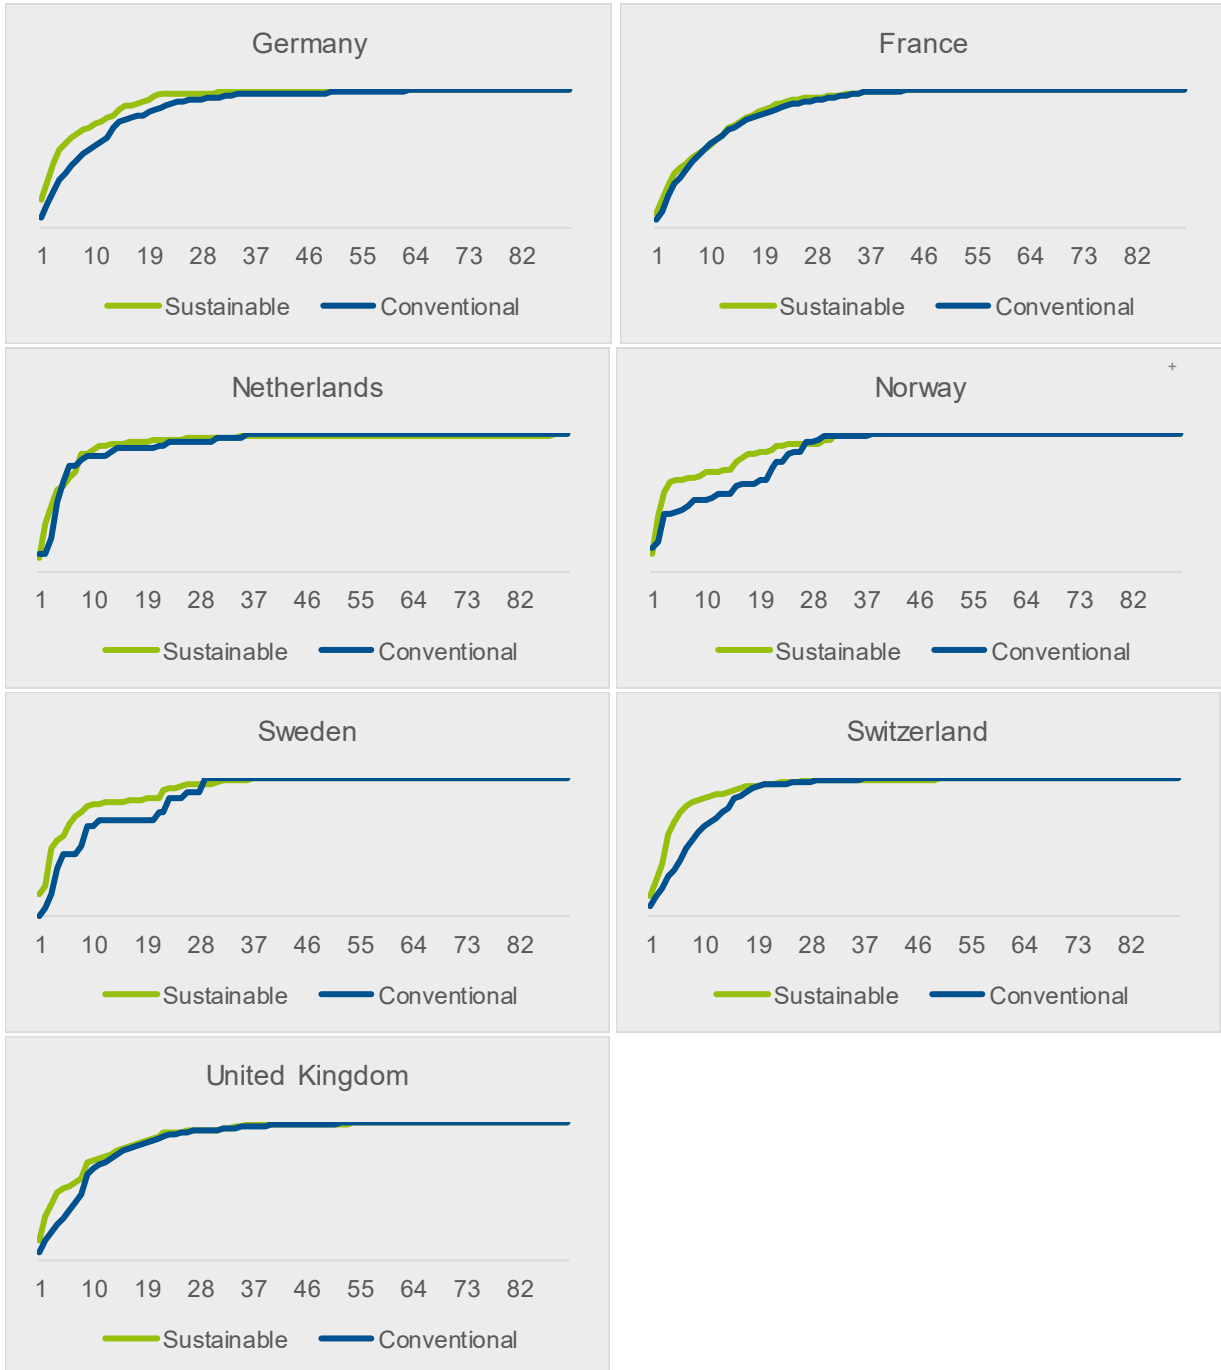 Germany
1 10 19 28 37 46 55 64 73 82
Sustainable Conventional
France
1 10 19 28 37 46 55 64 73 82
Sustainable Conventional
Netherlands
1 10 19 28 37 46 55 64 73 82
Sustainable Conventional
+
Norway
1 10 19 28 37 46 55 64 73 82
Sustainable Conventional
Sweden
1 10 19 28 37 46 55 64 73 82
Sustainable Conventional
Switzerland
1 10 19 28 37 46 55 64 73 82
Sustainable Conventional
United Kingdom
1 10 19 28 37 46 55 64 73 82
Sustainable Conventional